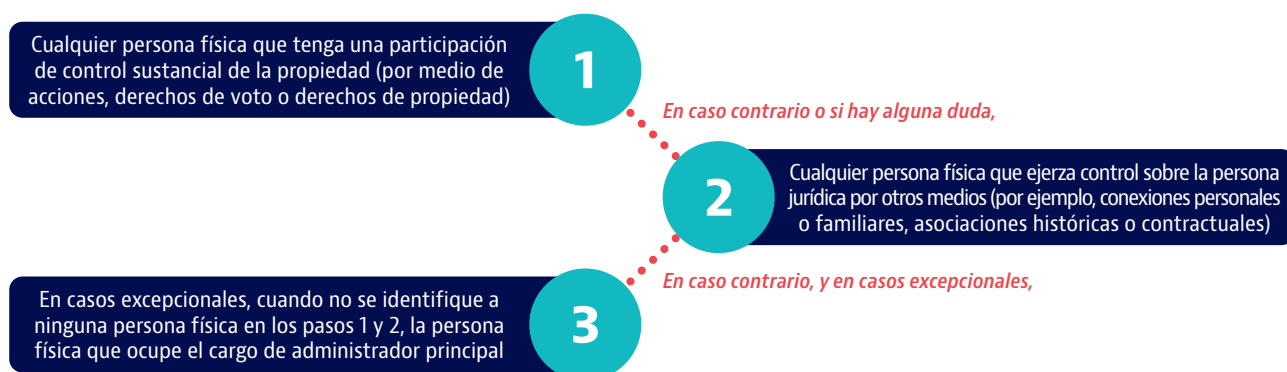 Cualquier persona física que tenga una participación
de control sustancial de la propiedad (por medio de
acciones, derechos de voto o derechos de propiedad)
1
En caso contrario o si hay alguna duda,
2
Cualquier persona física que ejerza control sobre la persona
jurídica por otros medios (por ejemplo, conexiones personales
o familiares, asociaciones históricas o contractuales)
En caso contrario, y en casos excepcionales,
En casos excepcionales, cuando no se identifique a
ninguna persona física en los pasos 1 y 2, la persona
física que ocupe el cargo de administrador principal
3